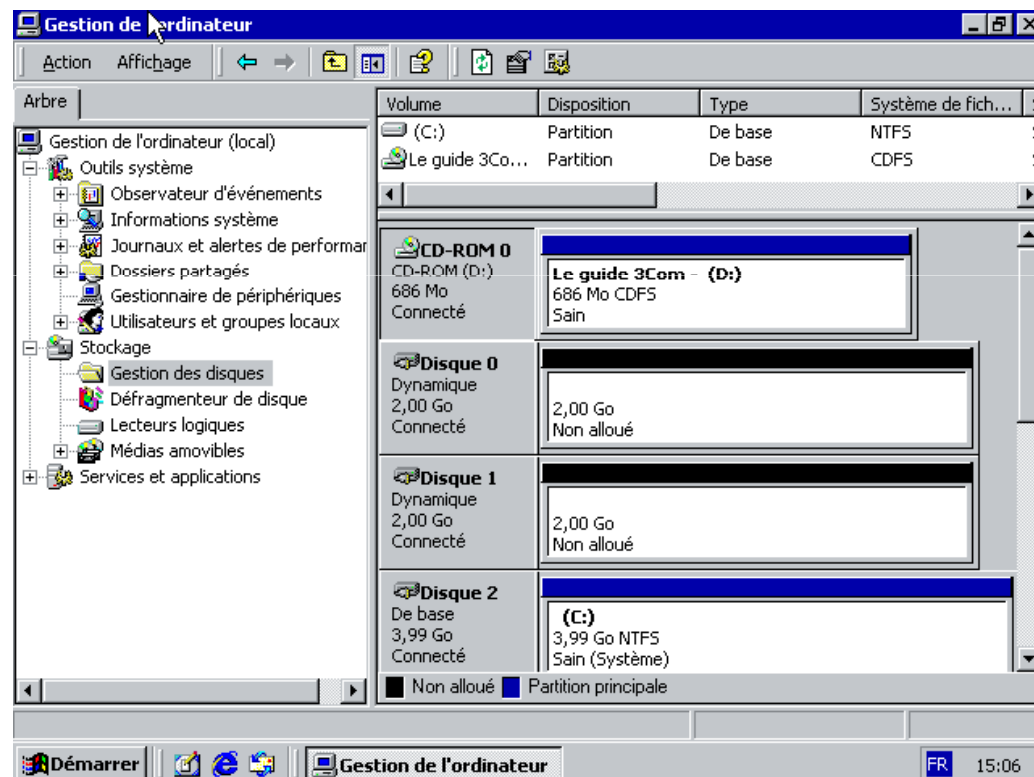 Gestion de l'ordinateur
Action Affichage
Arbre
Gestion de l'ordinateur (local)
Outils système
Observateur d'événements
Informations système
Journaux et alertes de performar
Dossiers partagés
Gestionnaire de périphériques
Utilisateurs et groupes locaux
Stockage
Gestion des disques
Défragmenteur de disque
Lecteurs logiques
Médias amovibles
Services et applications
Volume Disposition Type Système de fich...
(C:) Partition De base NTFS
Le guide 3Co... Partition De base CDFS
CD-ROM 0
CD-ROM (D:)
686 Mo
Connecté
Le guide 3Com - (D:)
686 Mo CDFS
Sain
Disque 0
Dynamique
2,00 Go
Connecté
2,00 Go
Non alloué
Disque 1
Dynamique
2,00 Go
Connecté
2,00 Go
Non alloué
Disque 2
De base
3,99 Go
Connecté
(C:)
3,99 Go NTFS
Sain (Système)
Non alloué Partition principale
Démarrer Gestion de l'ordinateur FR 15:06